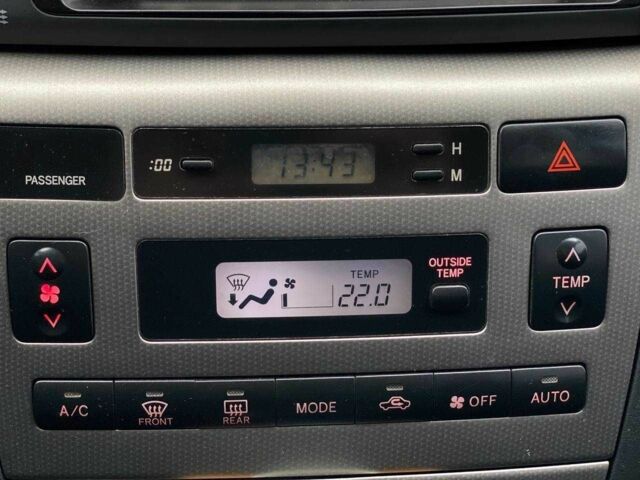 :00 13:43 H
M
PASSENGER
OUTSIDE
TEMP
TEMP
22.0
TEMP
A/C
FRONT
REAR
MODE
OFF
AUTO